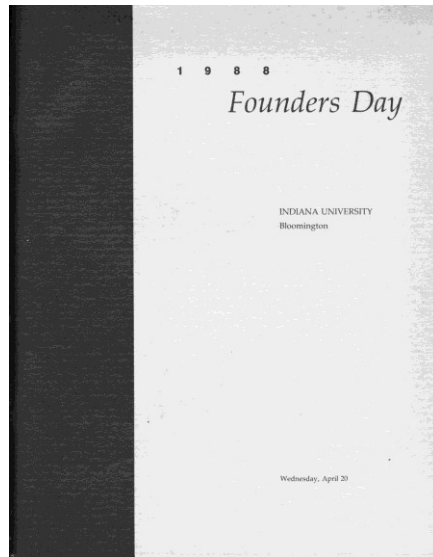 1 9 8 8
Founders Day
INDIANA UNIVERSITY
Bloomington
Wednesday, April 20